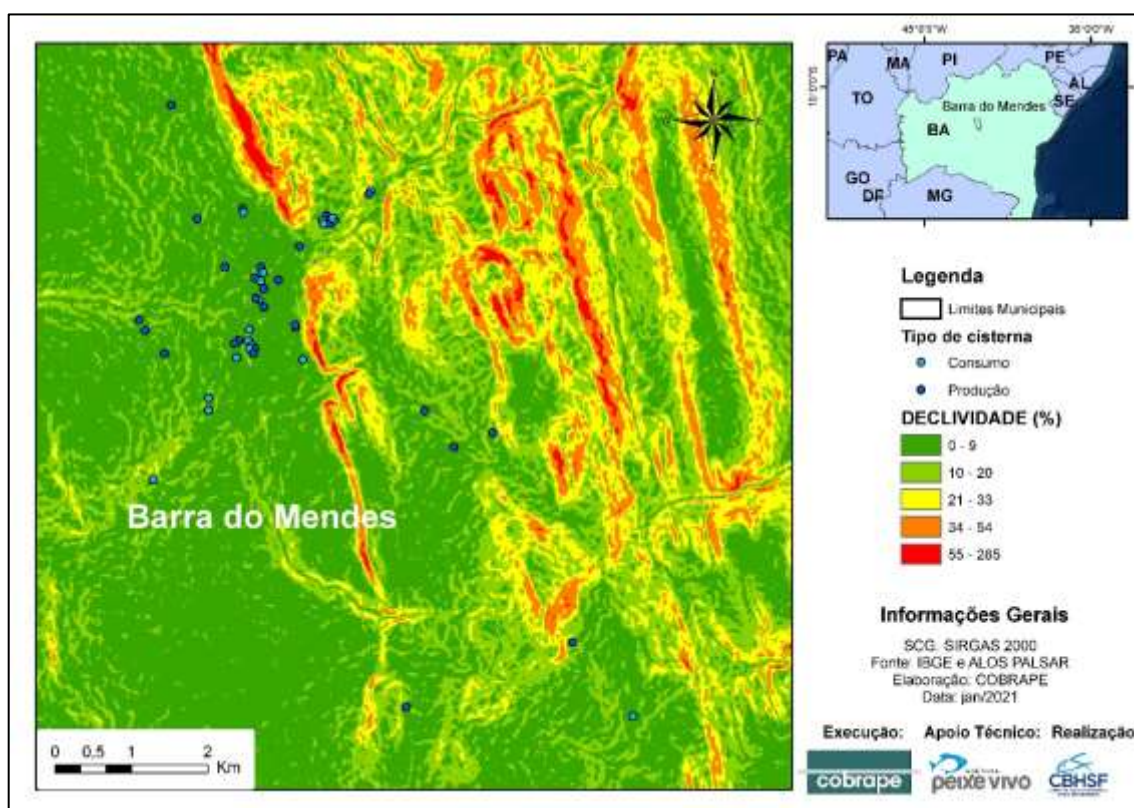 Barra do Mendes
0 0,5 1 2
Km
45°0'0"W
10°0'0"S
PA
MA
PI
PE
AL
SE
TO
Barra do Mendes
BA
GO
DF
MG
Legenda
Limites Municipais
Tipo de cisterna
Consumo
Produção
DECLIVIDADE (%)
0 - 9
10 - 20
21 - 33
34 - 54
55 - 285
Informações Gerais
SCG. SIRGAS 2000
Fonte: IBGE e ALOS PALSAR
Elaboração: COBRAPE
Data: jan/2021
Execução: Apoio Técnico: Realização
cobrape
peixe vivo
CBHSF